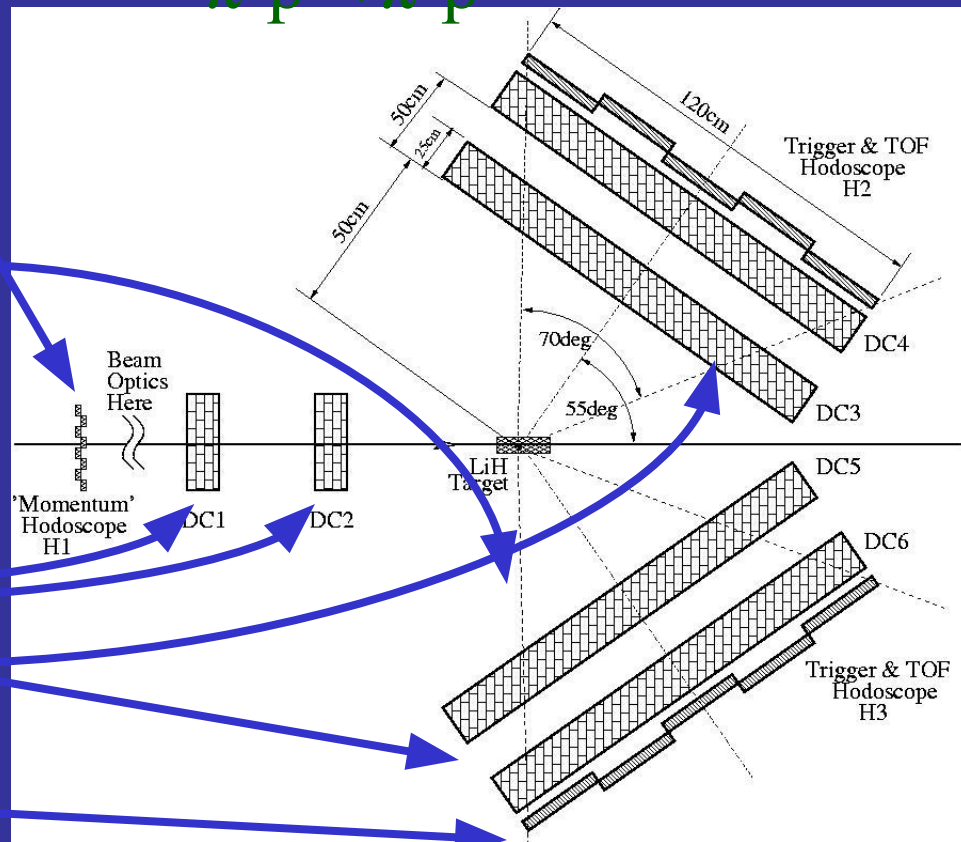 50cm
25cm
50cm
120cm
Trigger & TOF
Hodoscope
H2
70deg
55deg
DC4
DC3
Beam
Optics
Here
'Momentum'
Hodoscope
H1
DC1
DC2
LiH
Target
DC5
DC6
Trigger & TOF
Hodoscope
H3